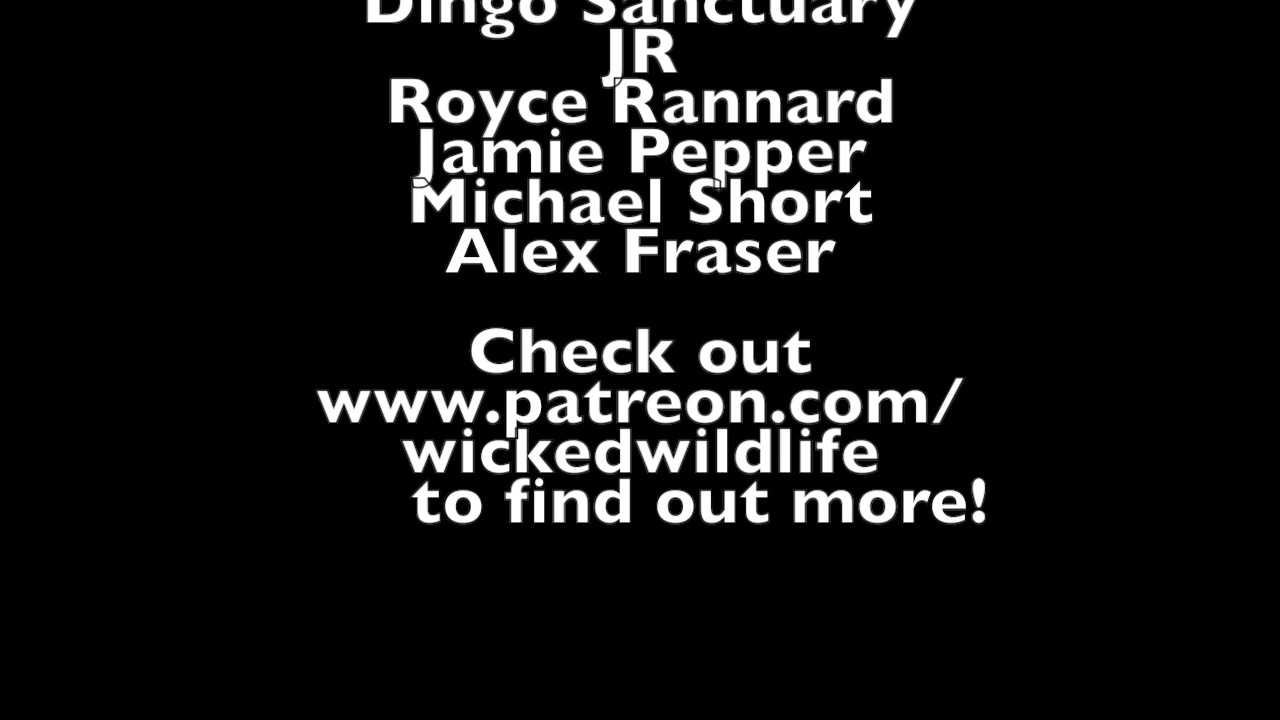 Dingo Sanctuary
JR
Royce Rannard
Jamie Pepper
Michael Short
Alex Fraser
Check out
www.patreon.com/
wickedwildlife
to find out more!